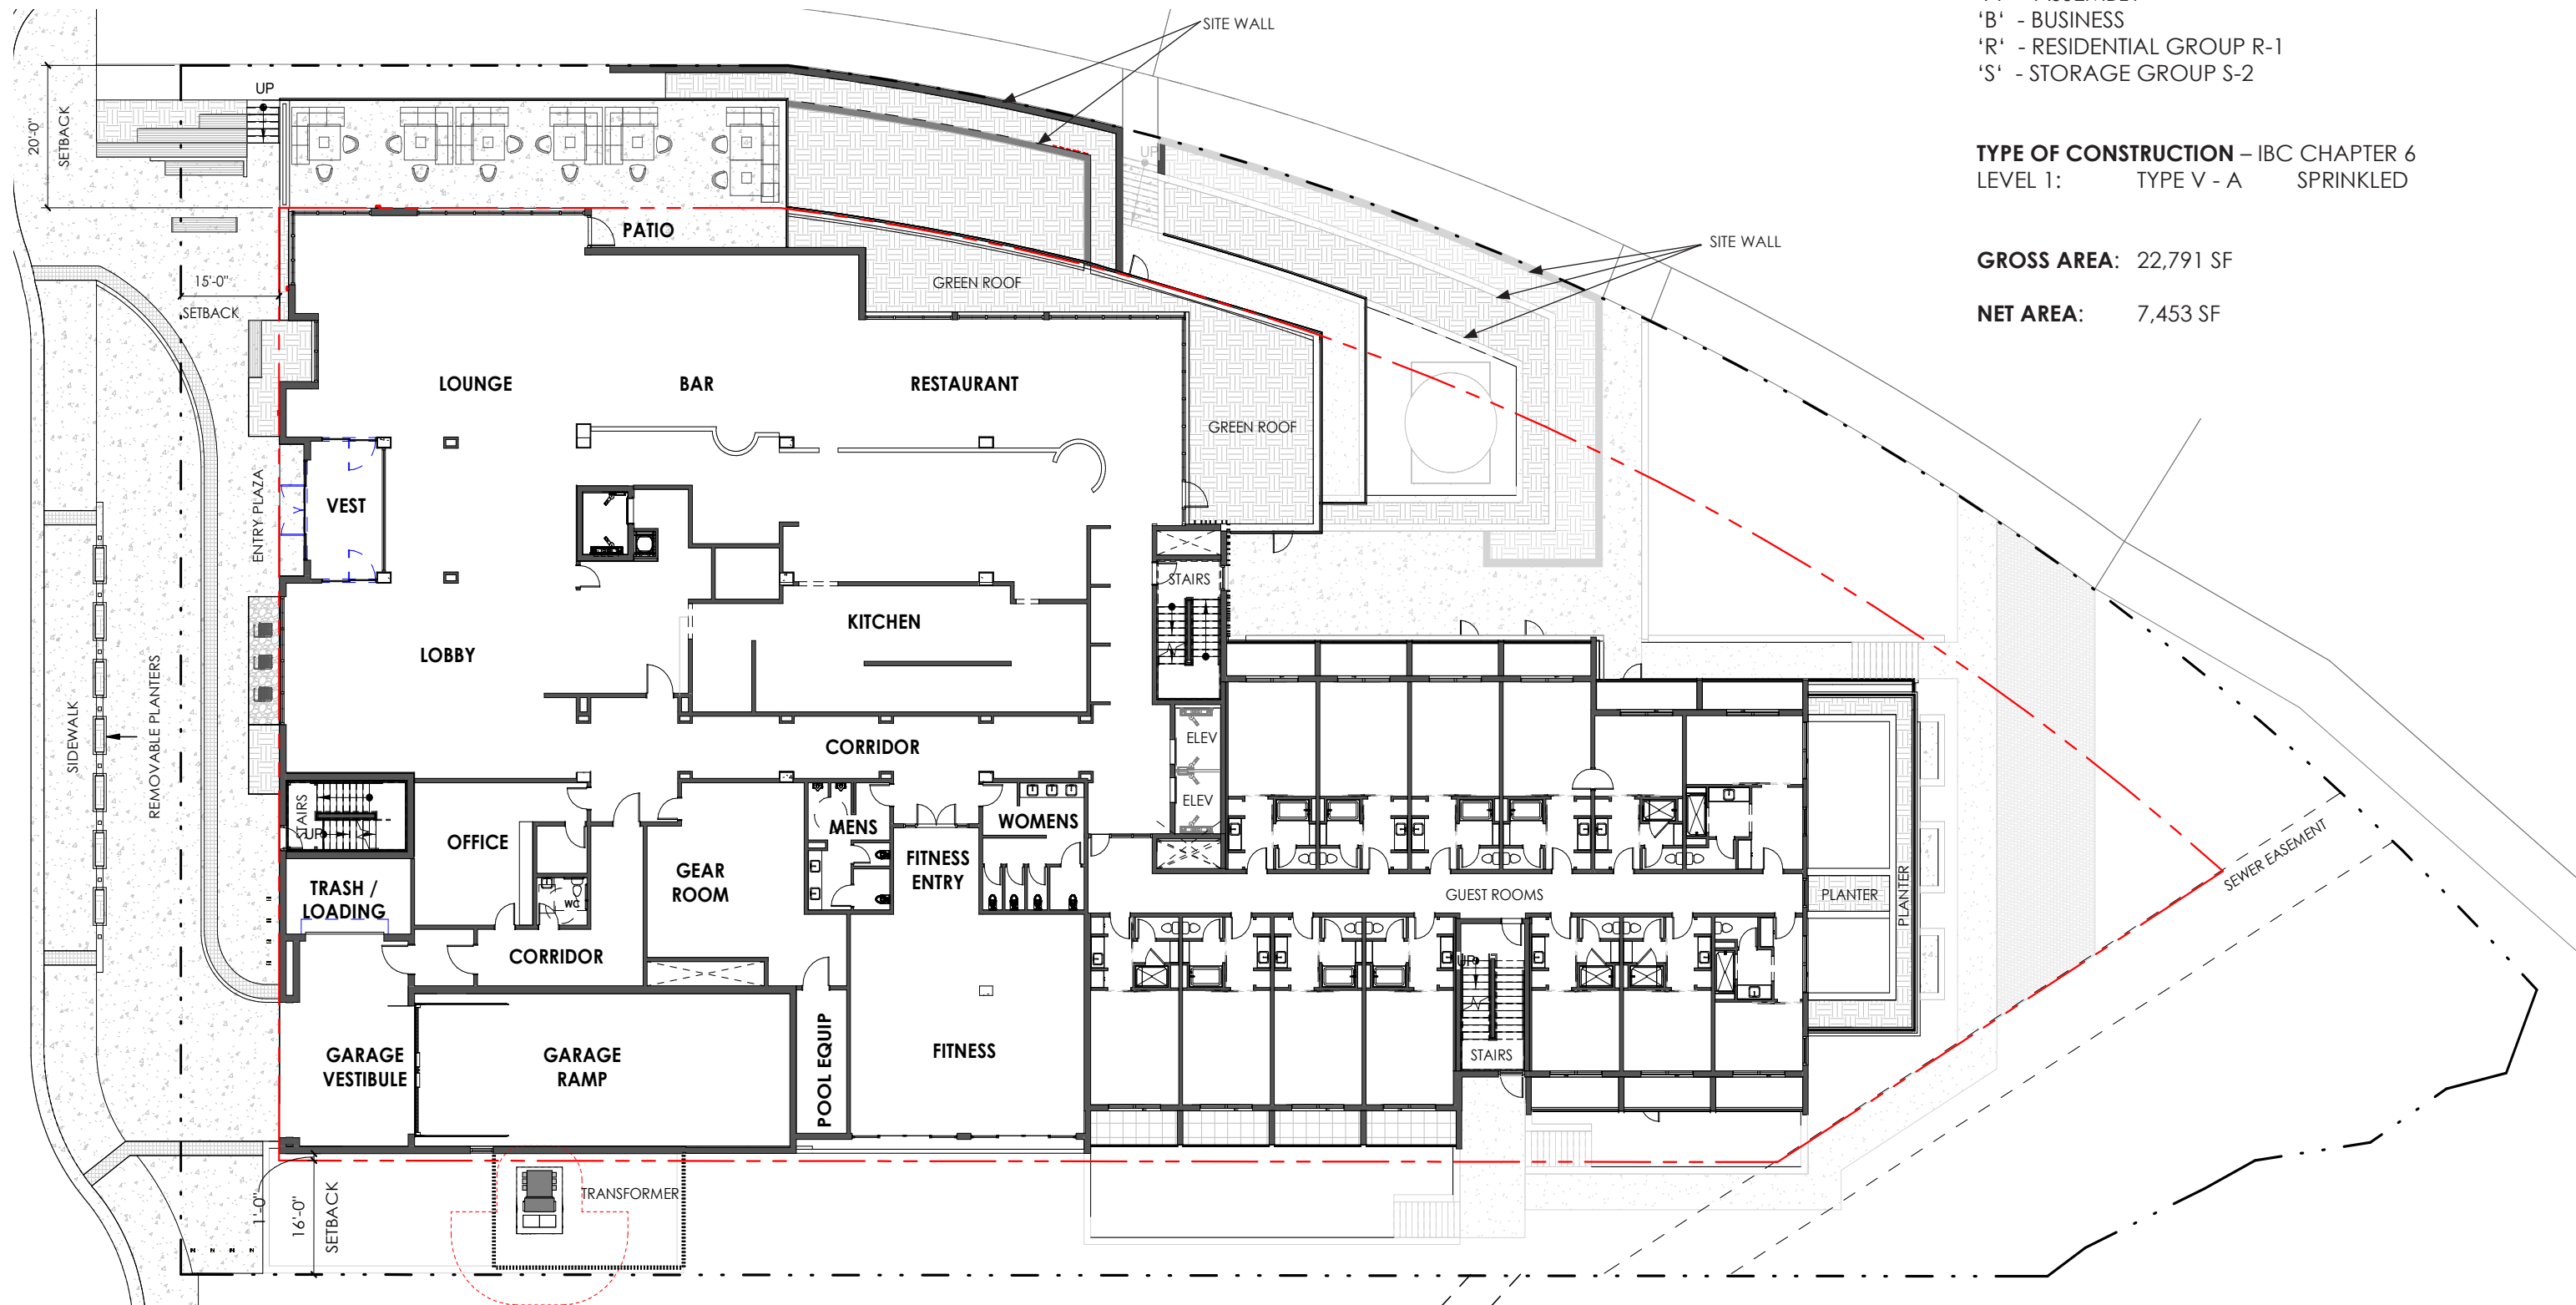 'A' - ASSEMBLY
'B' - BUSINESS
'R' - RESIDENTIAL GROUP R-1
'S' - STORAGE GROUP S-2
TYPE OF CONSTRUCTION – IBC CHAPTER 6
LEVEL 1: TYPE V - A SPRINKLED
GROSS AREA: 22,791 SF
NET AREA: 7,453 SF
SITE WALL
UP
20'-0"
SETBACK
UP
PATIO
SITE WALL
GREEN ROOF
15'-0"
SETBACK
LOUNGE
BAR
RESTAURANT
GREEN ROOF
ENTRY PLAZA
VEST
STAIRS
KITCHEN
LOBBY
SIDEWALK
REMOVABLE PLANTERS
CORRIDOR
ELEV
ELEV
STAIRS
UP
OFFICE
MENS
WOMENS
FITNESS
ENTRY
GEAR
ROOM
TRASH /
LOADING
WC
GUEST ROOMS
PLANTER
PLANTER
SEWER EASEMENT
CORRIDOR
UP
STAIRS
GARAGE
VESTIBULE
GARAGE
RAMP
POOL EQUIP
FITNESS
TRANSFORMER
1'-0"
16'-0"
SETBACK